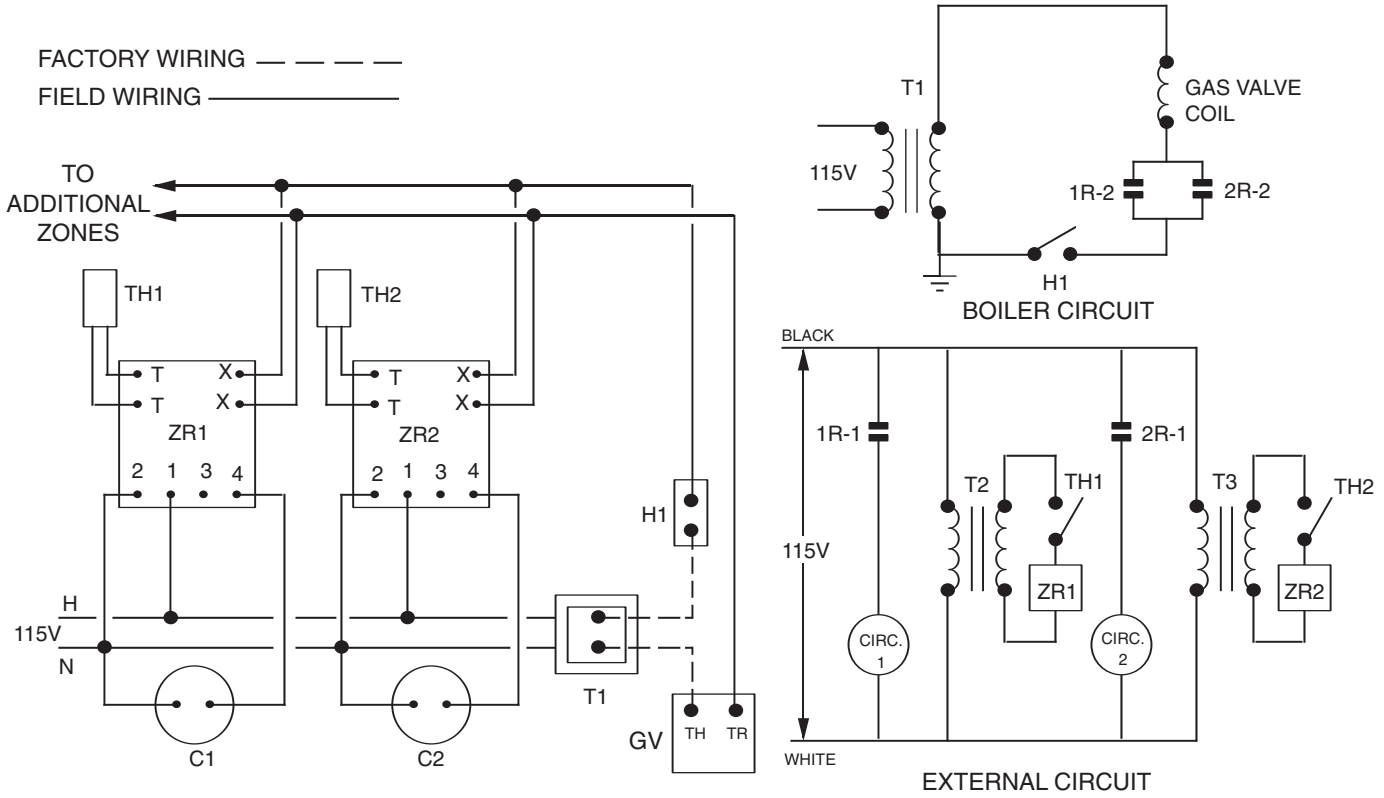 FACTORY WIRING
FIELD WIRING
TO
ADDITIONAL
ZONES
TH1
TH2
T X
T X
ZR1
2 1 3 4
T X
T X
ZR2
2 1 3 4
H1
H
115V
N
T1
C1
C2
GV
TH TR
T1
115V
GAS VALVE
COIL
1R-2
2R-2
H1
BOILER CIRCUIT
BLACK
1R-1
2R-1
T2
TH1
T3
TH2
115V
ZR1
ZR2
CIRC.
1
CIRC.
2
WHITE
EXTERNAL CIRCUIT